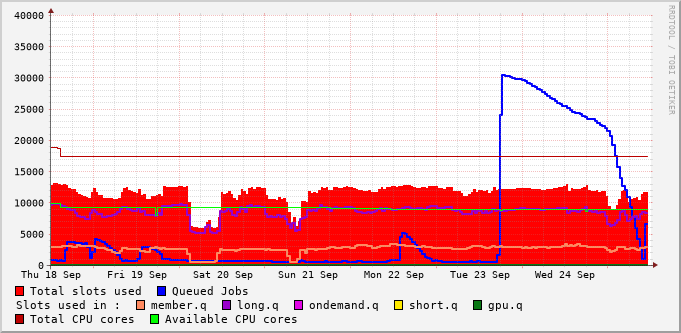 40000
35000
30000
25000
20000
15000
10000
5000
0
Thu 18 Sep Fri 19 Sep Sat 20 Sep Sun 21 Sep Mon 22 Sep Tue 23 Sep Wed 24 Sep
Total slots used Queued Jobs
Slots used in : member.q long.q ondemand.q short.q gpu.q
Total CPU cores Available CPU cores
RRDTOOL / TOBI OETIKER